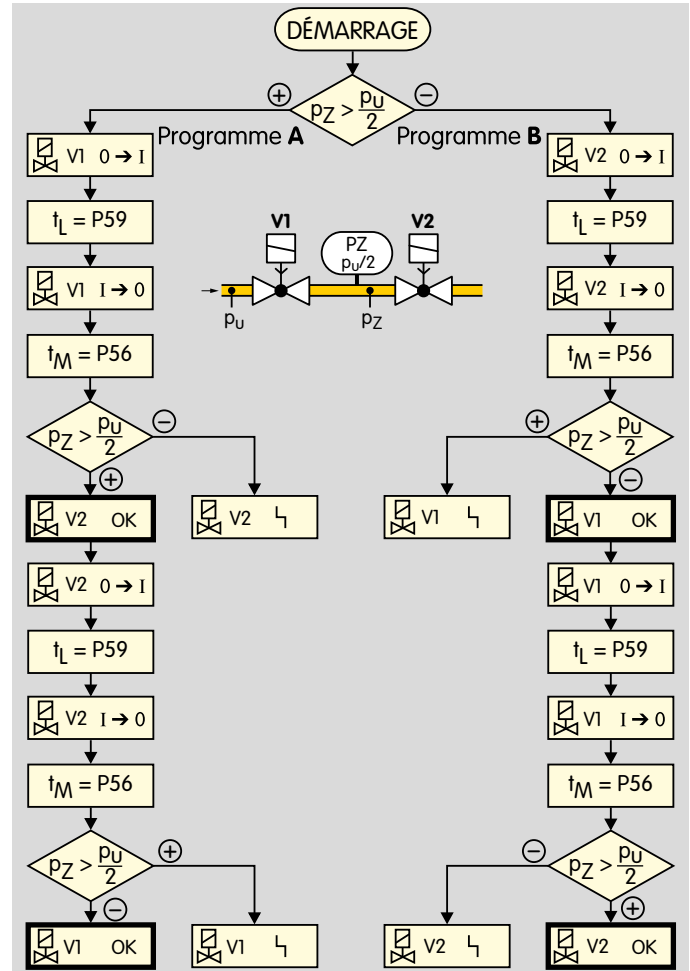 DÉMARRAGE
+ pZ > pU/2 −
Programme A Programme B
V1 0 → I
V2 0 → I
tL = P59
tL = P59
V1 V2
PZ
pU/2
pU pZ
V1 I → 0
V2 I → 0
tM = P56
tM = P56
pZ > pU/2 −
+
+ pZ > pU/2
−
V2 OK
V2
V1
V1 OK
V2 0 → I
V1 0 → I
tL = P59
tL = P59
V2 I → 0
V1 I → 0
tM = P56
tM = P56
pZ > pU/2 +
−
− pZ > pU/2
+
V1 OK
V1
V2
V2 OK